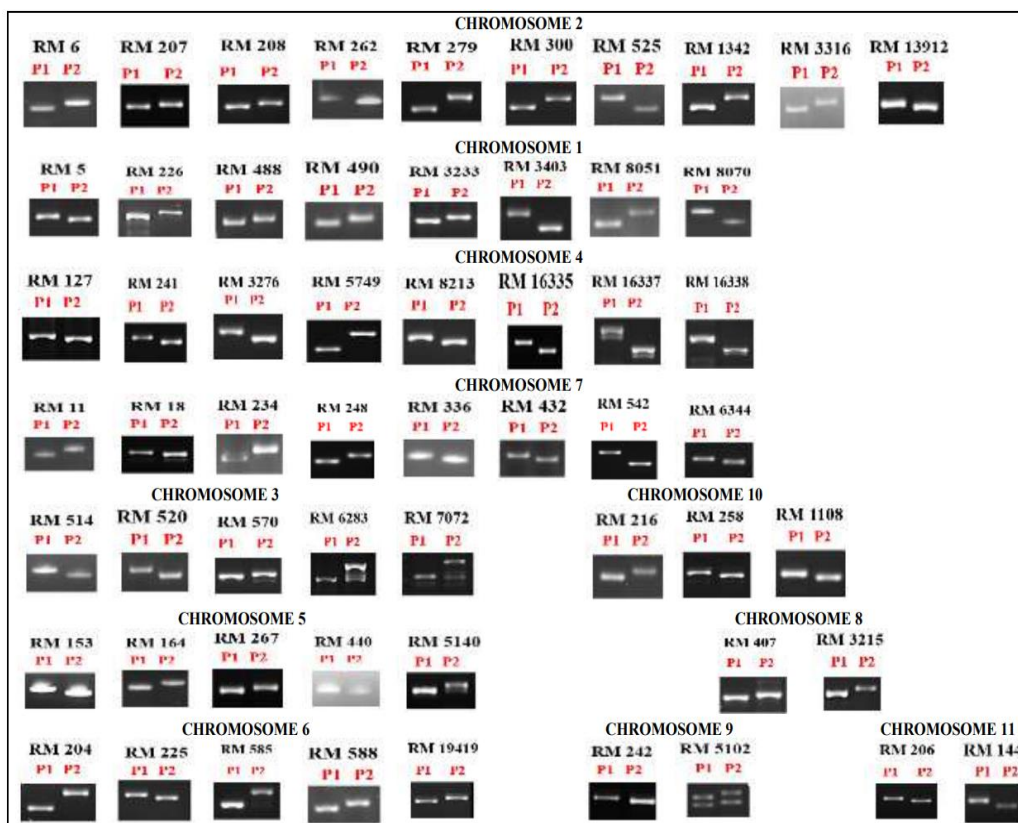 CHROMOSOME 2
RM 6 RM 207 RM 208 RM 262 RM 279 RM 300 RM 525 RM 1342 RM 3316 RM 13912
P1 P2 P1 P2 P1 P2 P1 P2 P1 P2 P1 P2 P1 P2 P1 P2 P1 P2 P1 P2
CHROMOSOME 1
RM 5 RM 226 RM 488 RM 490 RM 3233 RM 3403 RM 8051 RM 8070
P1 P2 P1 P2 P1 P2 P1 P2 P1 P2 P1 P2 P1 P2 P1 P2
CHROMOSOME 4
RM 127 RM 241 RM 3276 RM 5749 RM 8213 RM 16335 RM 16337 RM 16338
P1 P2 P1 P2 P1 P2 P1 P2 P1 P2 P1 P2 P1 P2 P1 P2
CHROMOSOME 7
RM 11 RM 18 RM 234 RM 248 RM 336 RM 432 RM 542 RM 6344
P1 P2 P1 P2 P1 P2 P1 P2 P1 P2 P1 P2 P1 P2 P1 P2
CHROMOSOME 3 CHROMOSOME 10
RM 514 RM 520 RM 570 RM 6283 RM 7072 RM 216 RM 258 RM 1108
P1 P2 P1 P2 P1 P2 P1 P2 P1 P2 P1 P2 P1 P2 P1 P2
CHROMOSOME 5 CHROMOSOME 8
RM 153 RM 164 RM 267 RM 440 RM 5140 RM 407 RM 3215
P1 P2 P1 P2 P1 P2 P1 P2 P1 P2 P1 P2 P1 P2
CHROMOSOME 6 CHROMOSOME 9 CHROMOSOME 11
RM 204 RM 225 RM 585 RM 588 RM 19419 RM 242 RM 5102 RM 206 RM 144
P1 P2 P1 P2 P1 P2 P1 P2 P1 P2 P1 P2 P1 P2 P1 P2 P1 P2